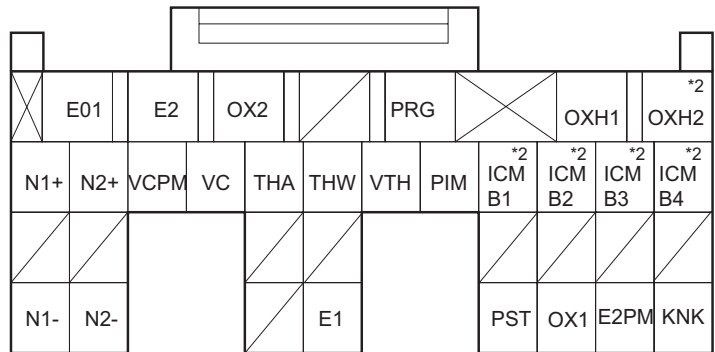 *2
E01 E2 OX2 PRG OXH1 OXH2
*2 *2 *2 *2
N1+ N2+ VCPM VC THA THW VTH PIM ICM ICM ICM ICM
B1 B2 B3 B4
N1- N2- E1 PST OX1 E2PM KNK